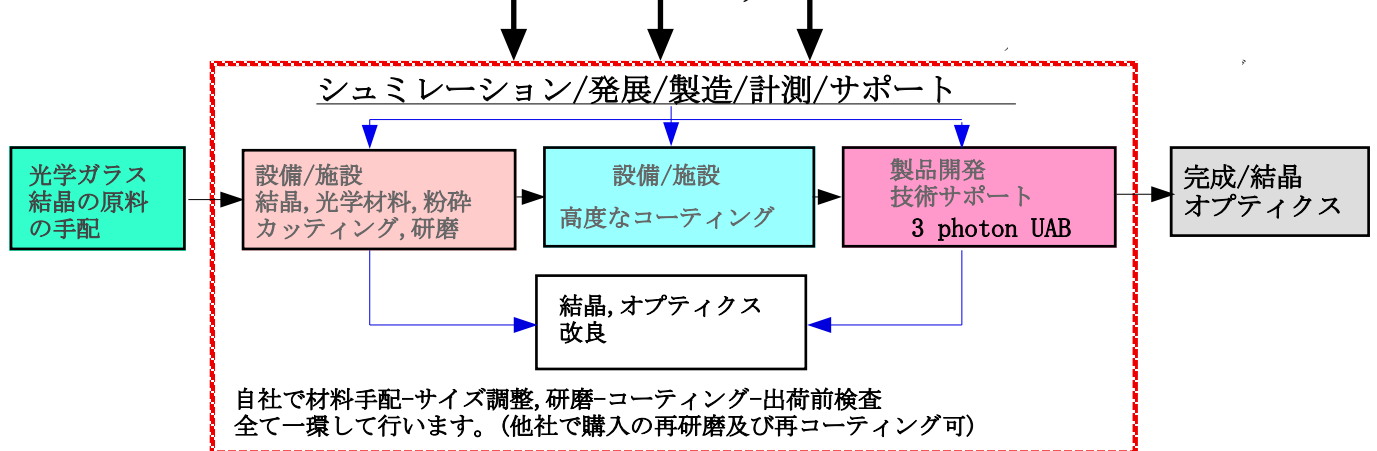 シュミレーション/発展/製造/計測/サポート
光学ガラス
結晶の原料
の手配
設備/施設
結晶,光学材料,粉砕
カッティング,研磨
設備/施設
高度なコーティング
製品開発
技術サポート
3 photon UAB
完成/結晶
オプティクス
結晶,オプティクス
改良
自社で材料手配-サイズ調整,研磨-コーティング-出荷前検査
全て一環して行います。(他社で購入の再研磨及び再コーティング可)